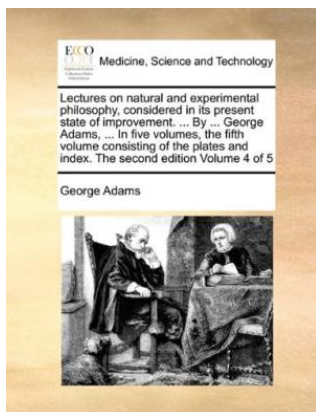 ECCO
Medicine, Science and Technology
Lectures on natural and experimental
philosophy, considered in its present
state of improvement. ... By ... George
Adams, ... In five volumes, the fifth
volume consisting of the plates and
index. The second edition Volume 4 of 5
George Adams